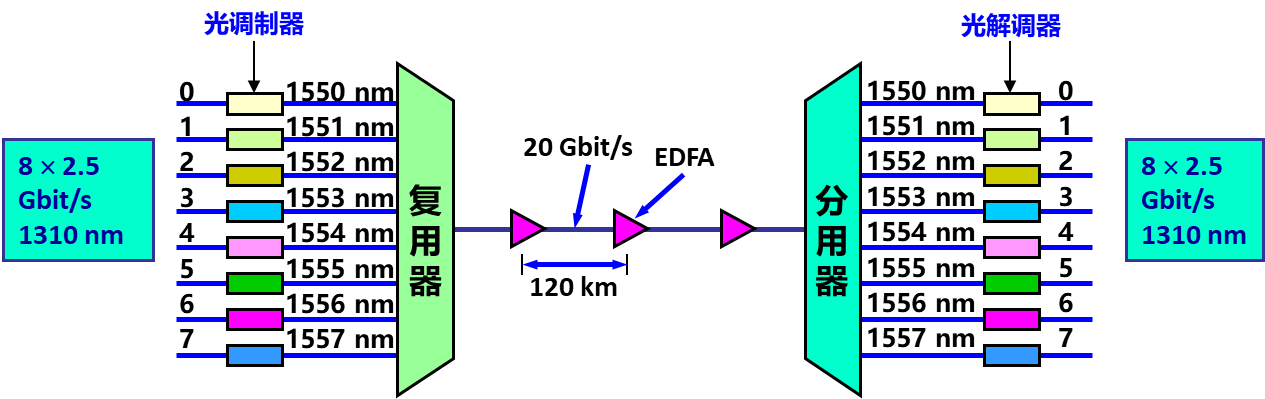 光调制器
光解调器
0
1550 nm
1
1551 nm
2
1552 nm
3
1553 nm
4
1554 nm
5
1555 nm
6
1556 nm
7
1557 nm
8 × 2.5
Gbit/s
1310 nm
复
用
器
20 Gbit/s
EDFA
120 km
分
用
器
1550 nm
0
1551 nm
1
1552 nm
2
1553 nm
3
1554 nm
4
1555 nm
5
1556 nm
6
1557 nm
7
8 × 2.5
Gbit/s
1310 nm